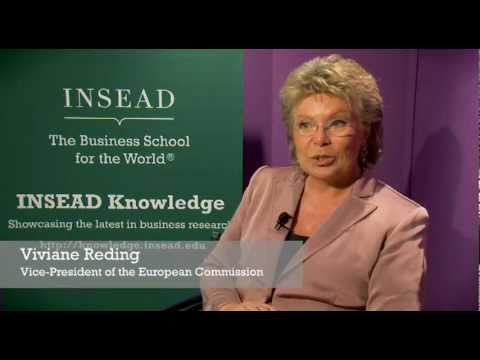 INSEAD
The Business School
for the World®
INSEAD Knowledge
Showcasing the latest in business research
http://knowledge.insead.edu
Viviane Reding
Vice-President of the European Commission